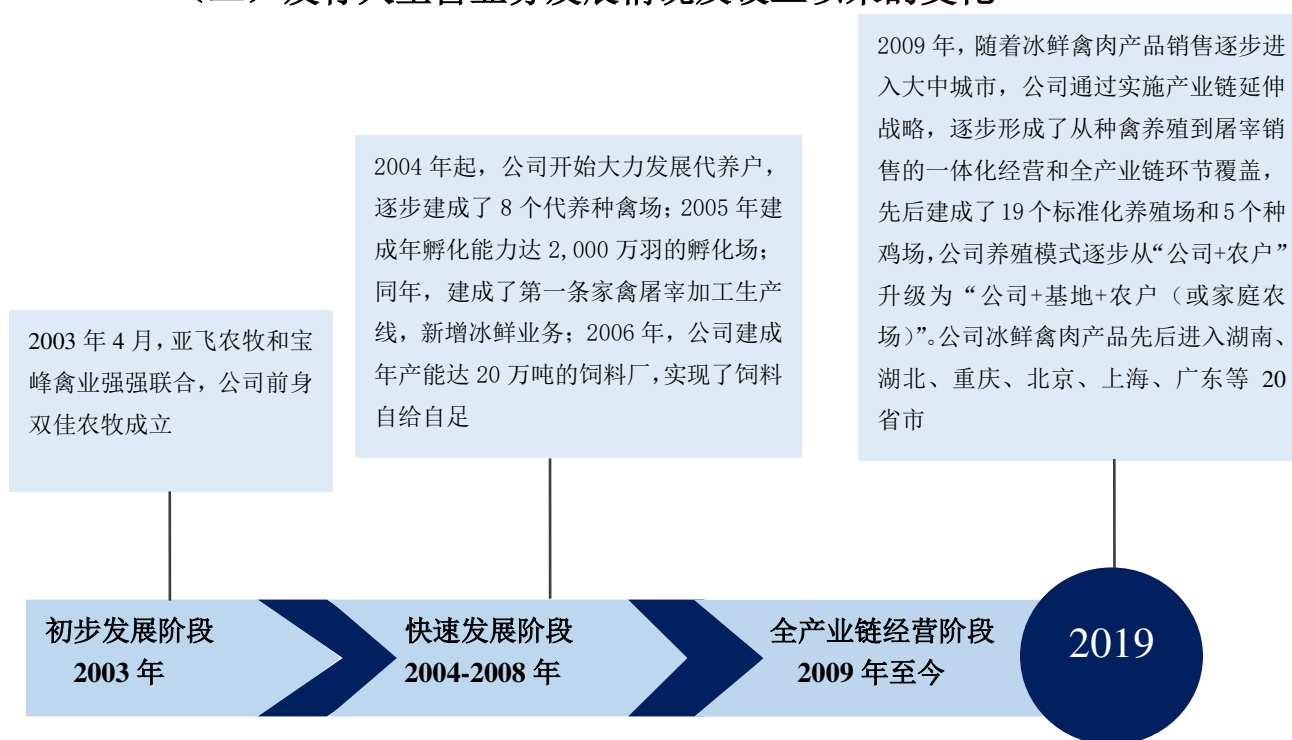 2003 年 4 月，亚飞农牧和宝
峰禽业强强联合，公司前身
双佳农牧成立
2004 年起，公司开始大力发展代养户，
逐步建成了 8 个代养种禽场；2005 年建
成年孵化能力达 2,000 万羽的孵化场；
同年，建成了第一条家禽屠宰加工生产
线，新增冰鲜业务；2006 年，公司建成
年产能达 20 万吨的饲料厂，实现了饲料
自给自足
2009 年，随着冰鲜禽肉产品销售逐步进
入大中城市，公司通过实施产业链延伸
战略，逐步形成了从种禽养殖到屠宰销
售的一体化经营和全产业链环节覆盖，
先后建成了 19 个标准化养殖场和 5 个种
鸡场，公司养殖模式逐步从“公司+农户”
升级为“公司+基地+农户（或家庭农
场）”。公司冰鲜禽肉产品先后进入湖南、
湖北、重庆、北京、上海、广东等 20
省市
初步发展阶段
2003 年
快速发展阶段
2004-2008 年
全产业链经营阶段
2009 年至今
2019